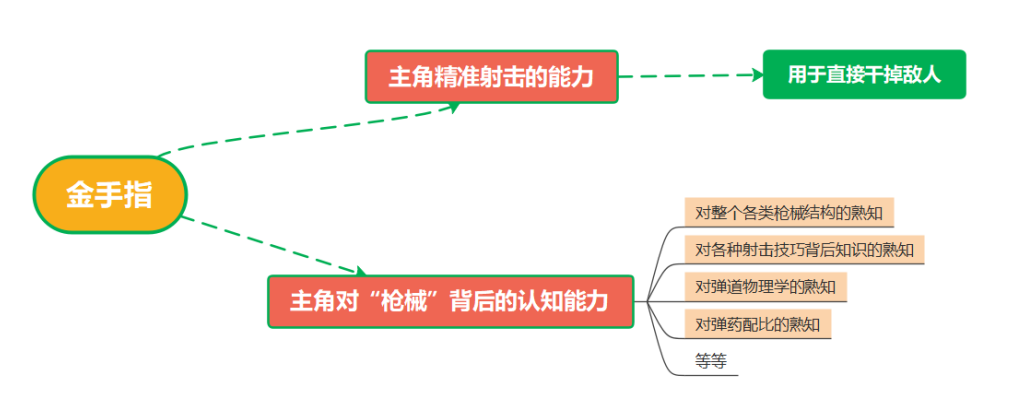 金手指
主角精准射击的能力
用于直接干掉敌人
主角对“枪械”背后的认知能力
对整个各类枪械结构的熟知
对各种射击技巧背后知识的熟知
对弹道物理学的熟知
对弹药配比的熟知
等等